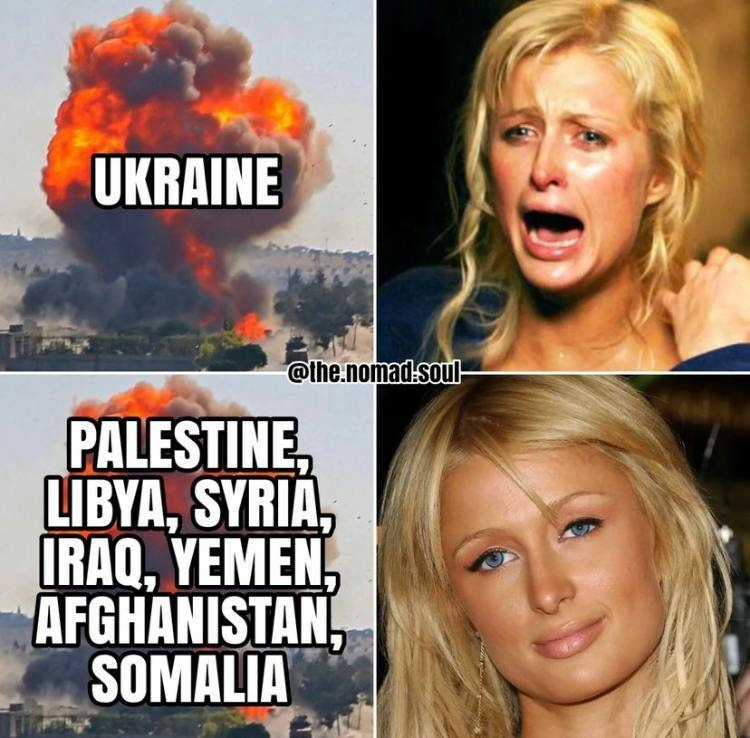 UKRAINE
@the.nomad.soul
PALESTINE,
LIBYA, SYRIA,
IRAQ, YEMEN,
AFGHANISTAN,
SOMALIA